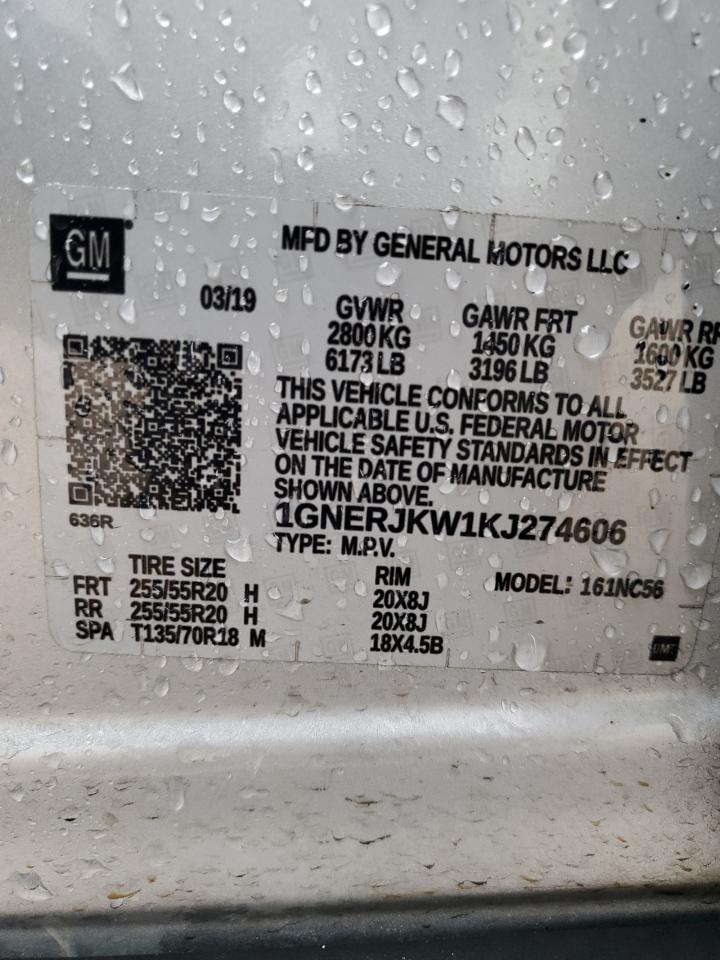 GM
MFD BY GENERAL MOTORS LLC
03/19
GVWR GAWR FRT GAWR RR
2800 KG 1450 KG 1600 KG
6173 LB 3196 LB 3527 LB
THIS VEHICLE CONFORMS TO ALL
APPLICABLE U.S. FEDERAL MOTOR
VEHICLE SAFETY STANDARDS IN EFFECT
ON THE DATE OF MANUFACTURE
SHOWN ABOVE.
636R
1GNERJKW1KJ274606
TYPE: M.P.V.
TIRE SIZE RIM MODEL: 161NC56
FRT 255/55R20 H 20X8J
RR 255/55R20 H 20X8J
SPA T135/70R18 M 18X4.5B